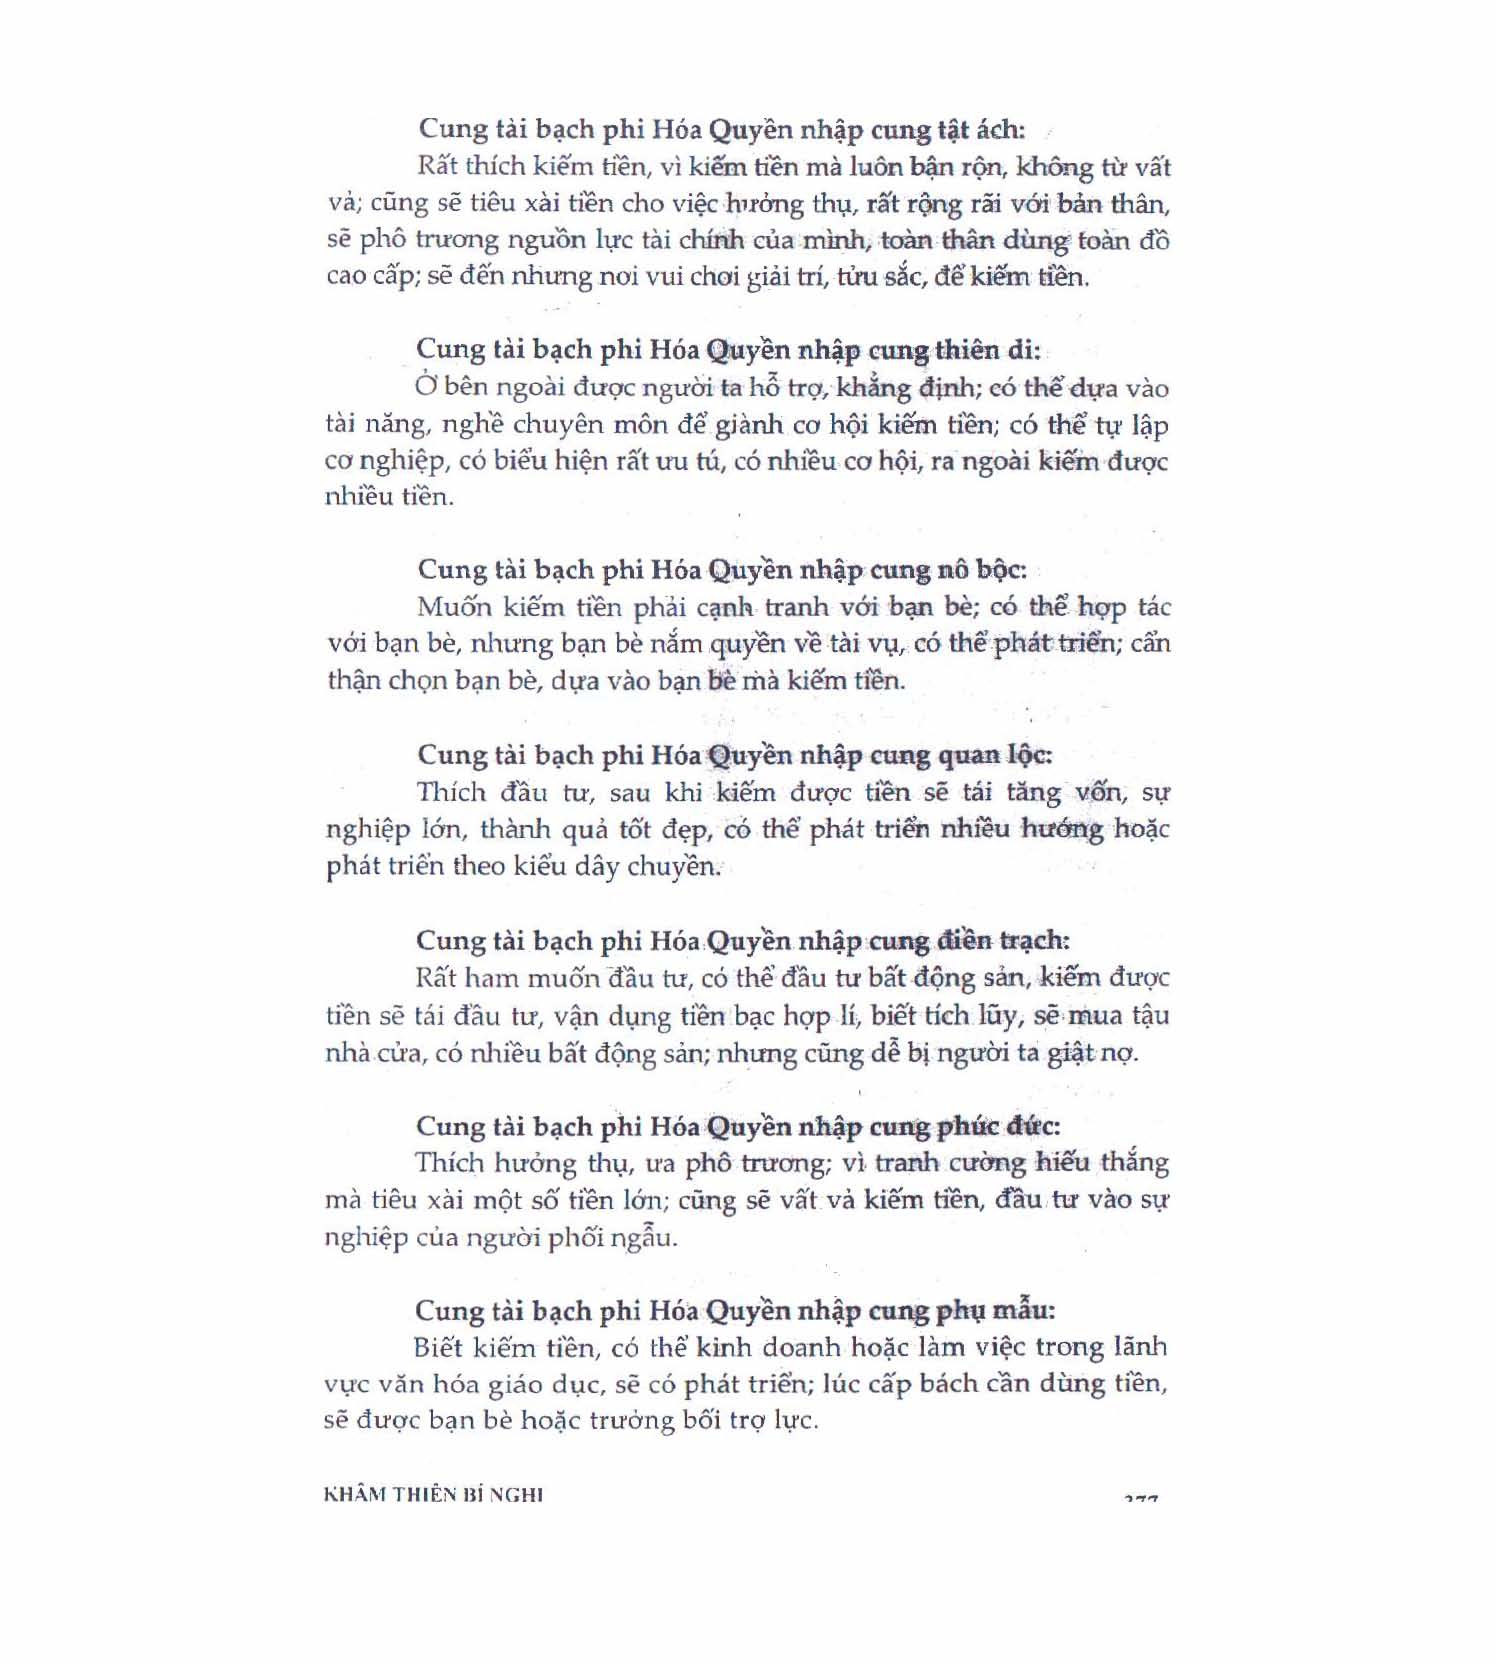 Cung tài bạch phi Hóa Quyền nhập cung tật ách:
Rất thích kiếm tiền, vì kiếm tiền mà luôn bận rộn, không từ vất
vả; cũng sẽ tiêu xài tiền cho việc hưởng thụ, rất rộng rãi với bản thân,
sẽ phô trương nguồn lực tài chính của mình, toàn thân dùng toàn đồ
cao cấp; sẽ đến nhưng nơi vui chơi giải trí, tửu sắc, để kiếm tiền.
Cung tài bạch phi Hóa Quyền nhập cung thiên di:
Ở bên ngoài được người ta hỗ trợ, khẳng định; có thể dựa vào
tài năng, nghề chuyên môn để giành cơ hội kiếm tiền; có thể tự lập
cơ nghiệp, có biểu hiện rất ưu tú, có nhiều cơ hội, ra ngoài kiếm được
nhiều tiền.
Cung tài bạch phi Hóa Quyền nhập cung nô bộc:
Muốn kiếm tiền phải cạnh tranh với bạn bè; có thể hợp tác
với bạn bè, nhưng bạn bè nắm quyền về tài vụ, có thể phát triển; cẩn
thận chọn bạn bè, dựa vào bạn bè mà kiếm tiền.
Cung tài bạch phi Hóa Quyền nhập cung quan lộc:
Thích đầu tư, sau khi kiếm được tiền sẽ tái tăng vốn, sự
nghiệp lớn, thành quả tốt đẹp, có thể phát triển nhiều hướng hoặc
phát triển theo kiểu dây chuyền.
Cung tài bạch phi Hóa Quyền nhập cung điền trạch:
Rất ham muốn đầu tư, có thể đầu tư bất động sản, kiếm được
tiền sẽ tái đầu tư, vận dụng tiền bạc hợp lí, biết tích lũy, sẽ mua tậu
nhà cửa, có nhiều bất động sản; nhưng cũng dễ bị người ta giật nợ.
Cung tài bạch phi Hóa Quyền nhập cung phúc đức:
Thích hưởng thụ, ưa phô trương; vì tranh cường hiếu thắng
mà tiêu xài một số tiền lớn; cũng sẽ vất vả kiếm tiền, đầu tư vào sự
nghiệp của người phối ngẫu.
Cung tài bạch phi Hóa Quyền nhập cung phụ mẫu:
Biết kiếm tiền, có thể kinh doanh hoặc làm việc trong lãnh
vực văn hóa giáo dục, sẽ có phát triển; lúc cấp bách cần dùng tiền,
sẽ được bạn bè hoặc trưởng bối trợ lực.
KHÂM THIÊN BÍ NGHI